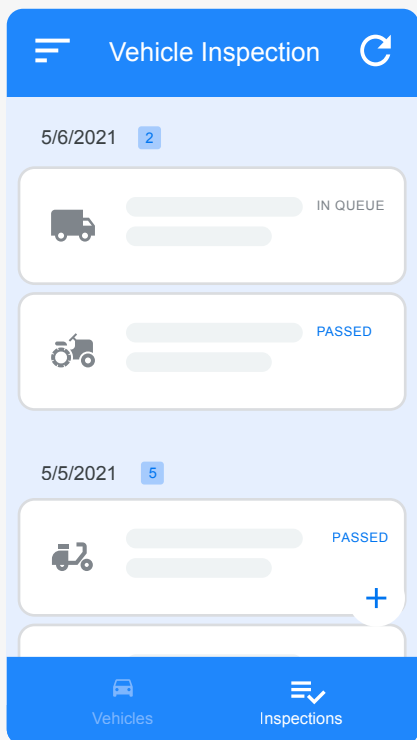 Vehicle Inspection
5/6/2021 2
IN QUEUE
PASSED
5/5/2021 5
PASSED
Vehicles Inspections